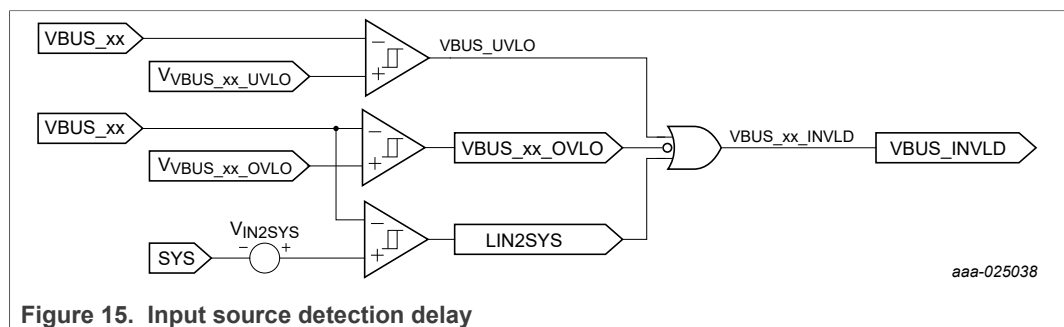 VBUS_xx
VBUS_UVLO
VVBUS_xx_UVLO
VBUS_xx
VBUS_xx_OVLO
VBUS_xx_INVLD
VBUS_INVLD
VVBUS_xx_OVLO
VIN2SYS
SYS
LIN2SYS
aaa-025038
Figure 15. Input source detection delay